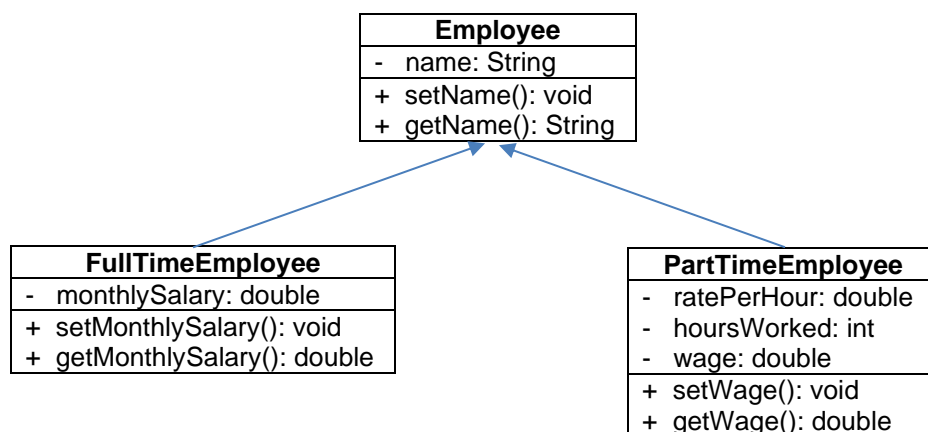 Employee
- name: String
+ setName(): void
+ getName(): String
FullTimeEmployee
- monthlySalary: double
+ setMonthlySalary(): void
+ getMonthlySalary(): double
PartTimeEmployee
- ratePerHour: double
- hoursWorked: int
- wage: double
+ setWage(): void
+ getWage(): double